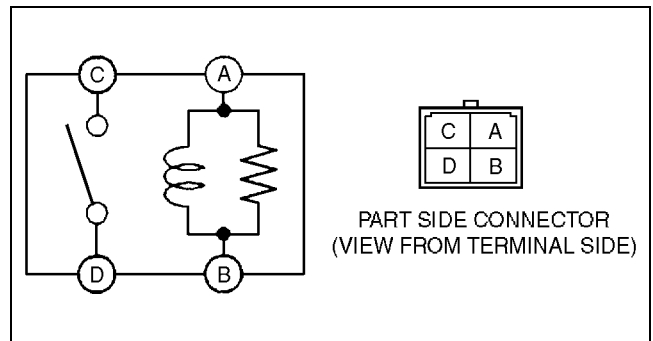 C A
C A
D B
D B
PART SIDE CONNECTOR
(VIEW FROM TERMINAL SIDE)